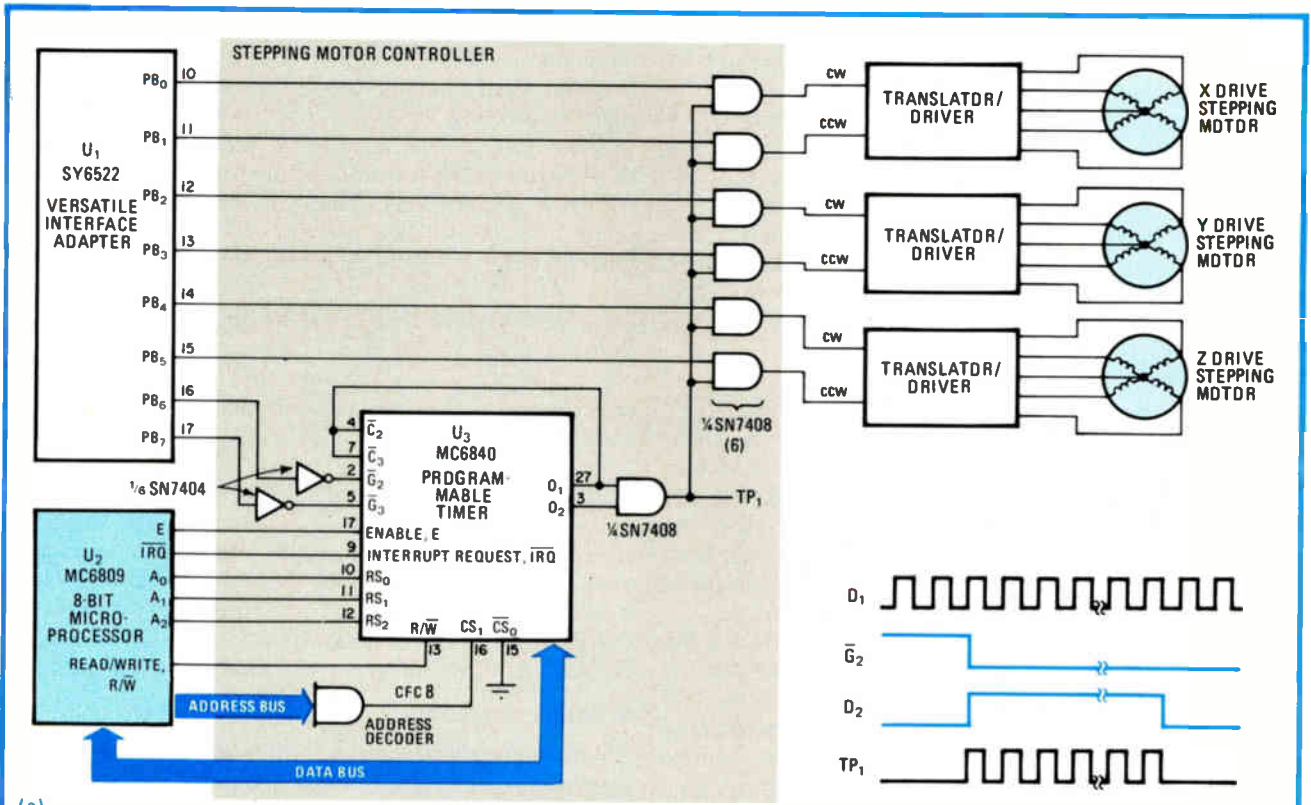 STEPPING MOTOR CONTROLLER
U1
SY6522
VERSATILE
INTERFACE
ADAPTER
PB0
10
PB1
11
PB2
12
PB3
13
PB4
14
PB5
15
PB6
16
PB7
17
1/6 SN7404
CW
CCW
TRANSLATOR/
DRIVER
X DRIVE
STEPPING
MOTOR
CW
CCW
TRANSLATOR/
DRIVER
Y DRIVE
STEPPING
MOTOR
CW
CCW
TRANSLATOR/
DRIVER
Z DRIVE
STEPPING
MOTOR
¼ SN7408
(6)
4
C̅2
7
C̅3
2
G̅2
5
G̅3
17
ENABLE, E
9
INTERRUPT REQUEST, I̅R̅Q̅
10
RS0
11
RS1
12
RS2
U3
MC6840
PROGRAM-
MABLE
TIMER
O1
27
O2
3
¼ SN7408
TP1
R/W̅
CS1
C̅S̅0
13
16
15
U2
MC6809
8-BIT
MICRO-
PROCESSOR
E
I̅R̅Q̅
A0
A1
A2
READ/WRITE,
R/W̅
ADDRESS BUS
CFC 8
ADDRESS
DECODER
DATA BUS
O1
G̅2
O2
TP1
(a)